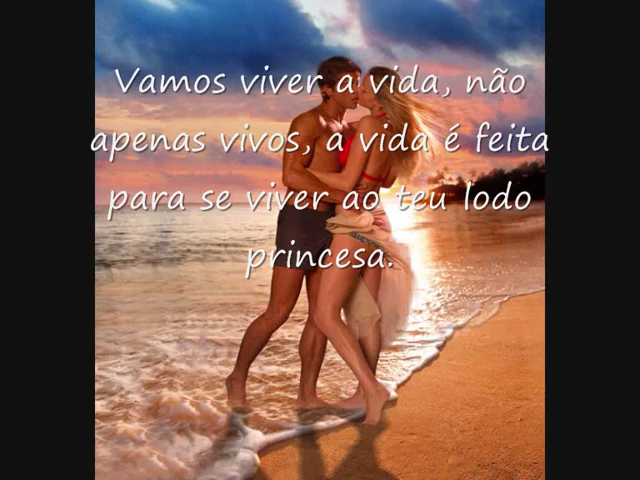 Vamos viver a vida, não
apenas vivos, a vida é feita
para se viver ao teu lodo
princesa.